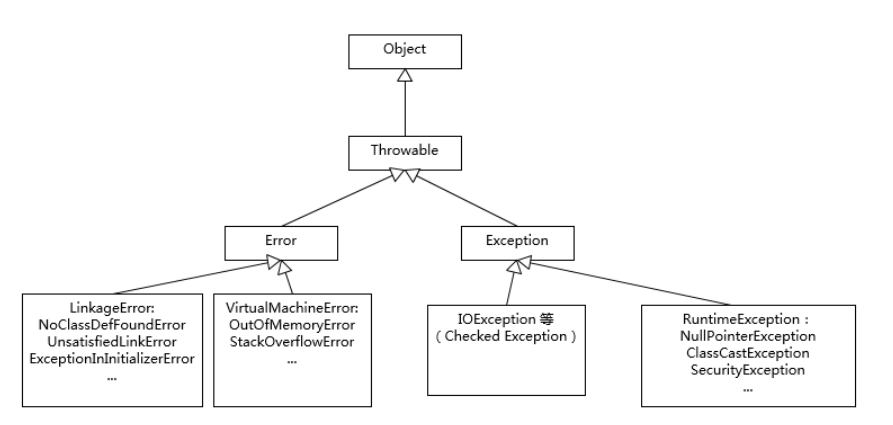 Object
Throwable
Error
Exception
LinkageError:
NoClassDefFoundError
UnsatisfiedLinkError
ExceptionInInitializerError
...
VirtualMachineError:
OutOfMemoryError
StackOverflowError
...
IOException 等
( Checked Exception )
RuntimeException：
NullPointerException
ClassCastException
SecurityException
...